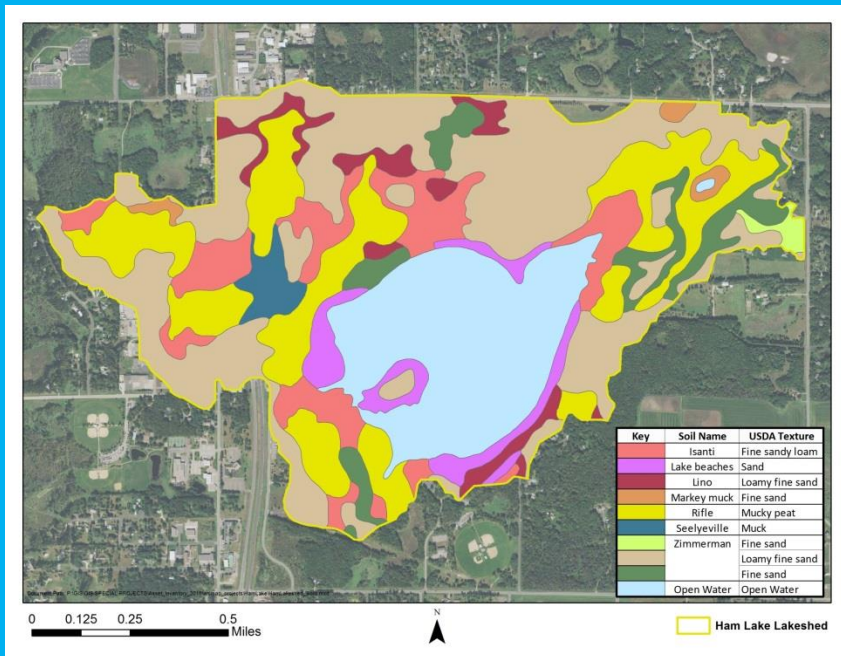 Key Soil Name USDA Texture
Isanti Fine sandy loam
Lake beaches Sand
Lino Loamy fine sand
Markey muck Fine sand
Rifle Mucky peat
Seelyeville Muck
Zimmerman Fine sand
Loamy fine sand
Fine sand
Open Water Open Water
0 0.125 0.25 0.5
Miles
N
Ham Lake Lakeshed